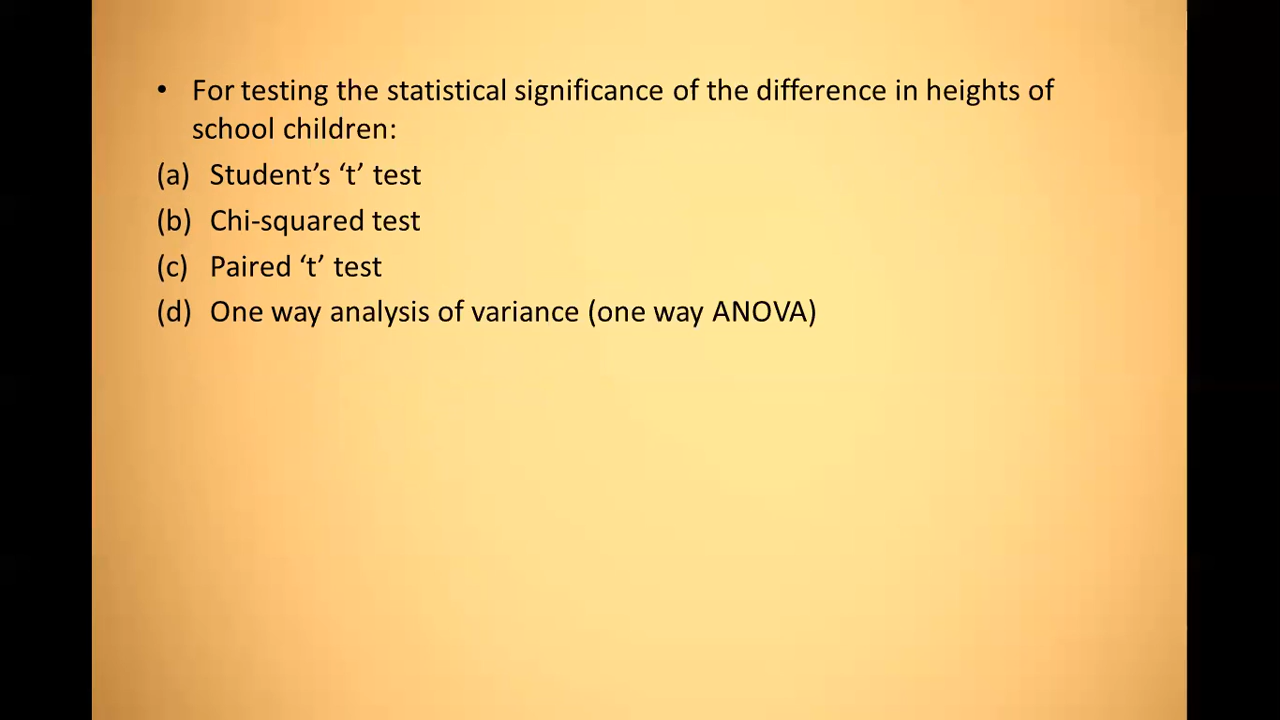 • For testing the statistical significance of the difference in heights of
school children:
(a) Student’s ‘t’ test
(b) Chi-squared test
(c) Paired ‘t’ test
(d) One way analysis of variance (one way ANOVA)